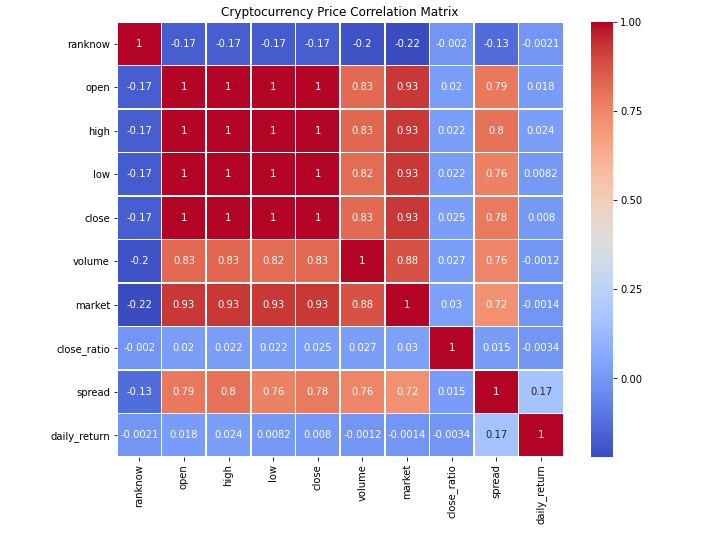 Cryptocurrency Price Correlation Matrix
ranknow 1 -0.17 -0.17 -0.17 -0.17 -0.2 -0.22 -0.002 -0.13 -0.0021
open -0.17 1 1 1 1 0.83 0.93 0.02 0.79 0.018
high -0.17 1 1 1 1 0.83 0.93 0.022 0.8 0.024
low -0.17 1 1 1 1 0.82 0.93 0.022 0.76 0.0082
close -0.17 1 1 1 1 0.83 0.93 0.025 0.78 0.008
volume -0.2 0.83 0.83 0.82 0.83 1 0.88 0.027 0.76 -0.0012
market -0.22 0.93 0.93 0.93 0.93 0.88 1 0.03 0.72 -0.0014
close_ratio -0.002 0.02 0.022 0.022 0.025 0.027 0.03 1 0.015 -0.0034
spread -0.13 0.79 0.8 0.76 0.78 0.76 0.72 0.015 1 0.17
daily_return -0.0021 0.018 0.024 0.0082 0.008 -0.0012 -0.0014 -0.0034 0.17 1
ranknow open high low close volume market close_ratio spread daily_return
1.00
0.75
0.50
0.25
0.00